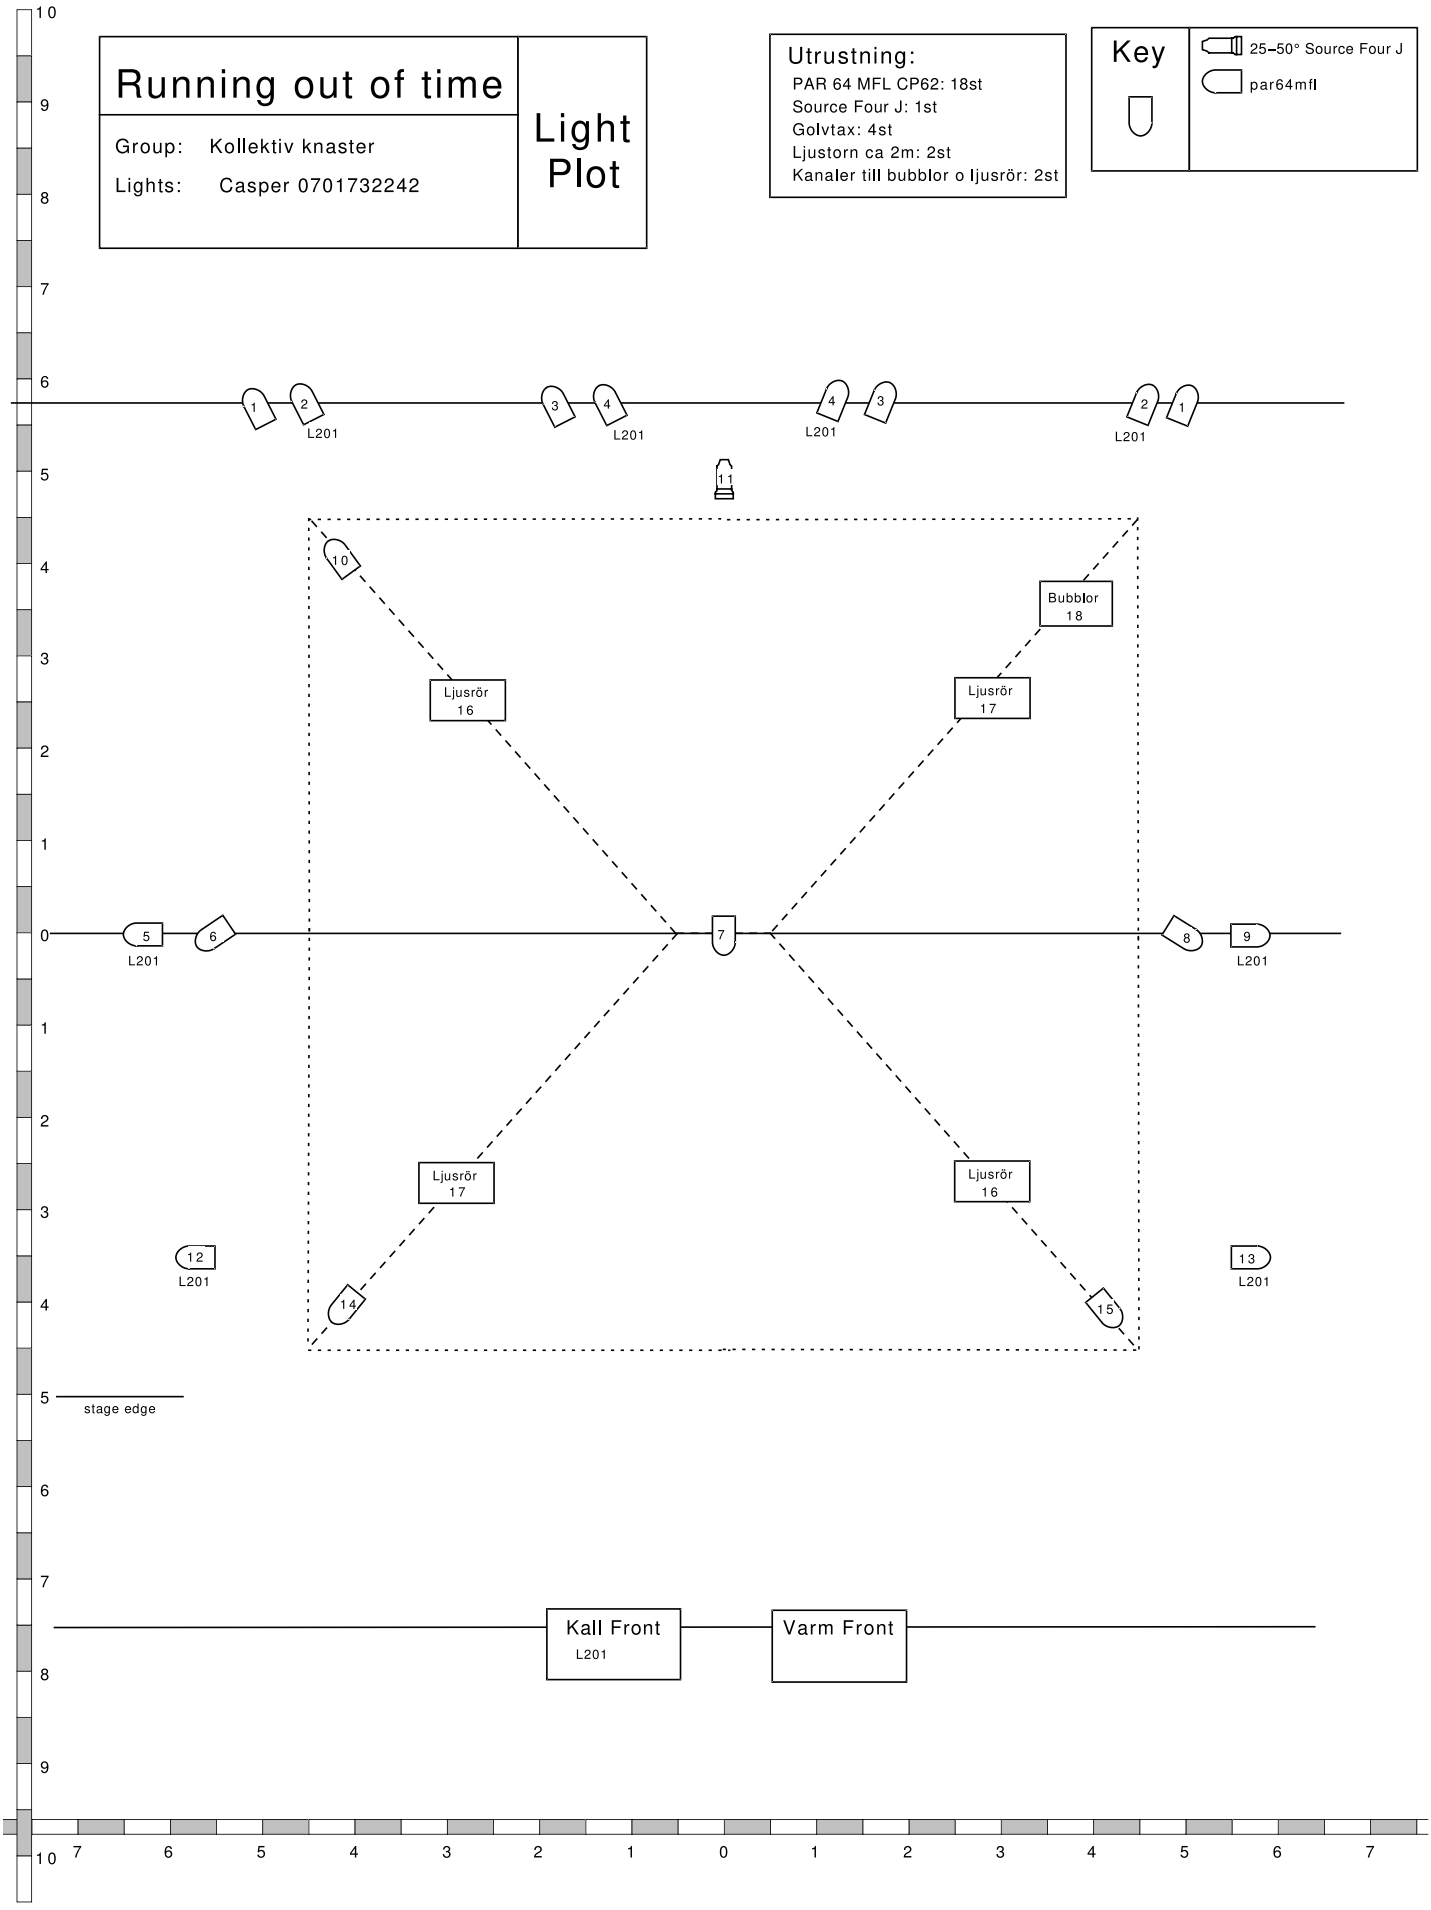 10
Running out of time
Group: Kollektiv knaster
Lights: Casper 0701732242
Light
Plot
Utrustning:
PAR 64 MFL CP62: 18st
Source Four J: 1st
Golvtax: 4st
Ljustorn ca 2m: 2st
Kanaler till bubblor o ljusrör: 2st
Key
25–50° Source Four J
par64mfl
9
8
7
6
1 2 3 4 4 3 2 1
L201 L201 L201 L201
5
11
4
10
Bubblor
18
3
Ljusrör Ljusrör
16 17
2
1
0
5 6 7 8 9
L201 L201
1
2
Ljusrör Ljusrör
17 16
3
12 13
L201 L201
4
14 15
5
stage edge
6
7
Kall Front Varm Front
L201
8
9
10 7 6 5 4 3 2 1 0 1 2 3 4 5 6 7